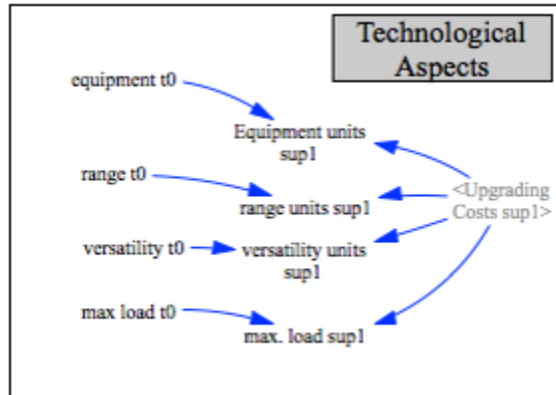 Technological
Aspects
equipment t0
Equipment units
sup1
range t0
range units sup1
<Upgrading
Costs sup1>
versatility t0
versatility units
sup1
max load t0
max. load sup1